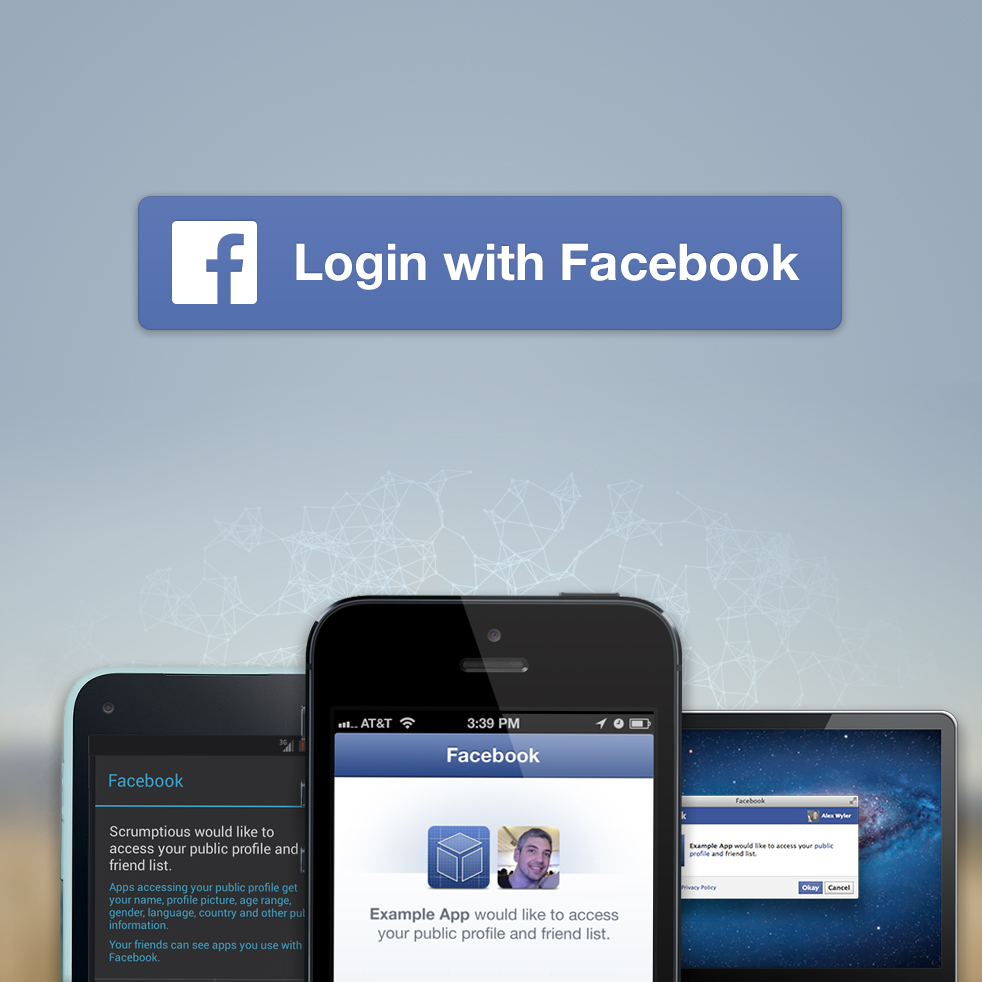 Login with Facebook
AT&T
3:39 PM
Facebook
Example App would like to access
your public profile and friend list.
3G
Facebook
Scrumptious would like to
access your public profile and
friend list.
Apps accessing your public profile get
your name, profile picture, age range,
gender, language, country and other pu
information.
Your friends can see apps you use with
Facebook.
Facebook
k
Alex Wyler
Example App would like to access your public
profile and friend list.
Privacy Policy
Okay
Cancel